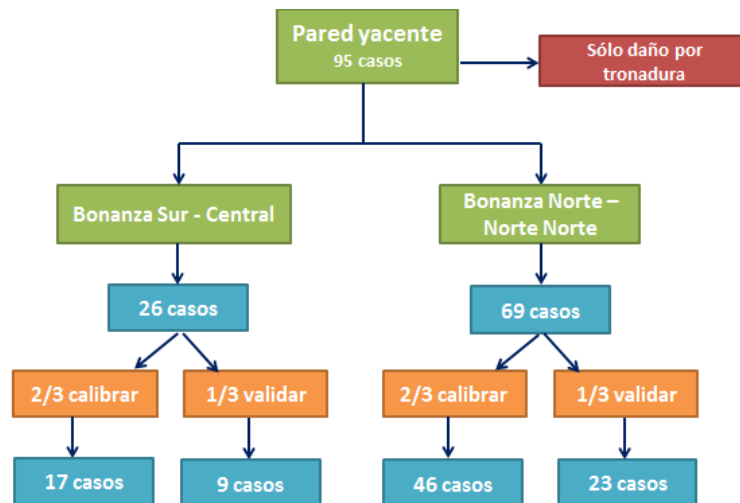 Pared yacente
95 casos
Sólo daño por
tronadura
Bonanza Sur - Central
Bonanza Norte –
Norte Norte
26 casos
69 casos
2/3 calibrar
1/3 validar
2/3 calibrar
1/3 validar
17 casos
9 casos
46 casos
23 casos